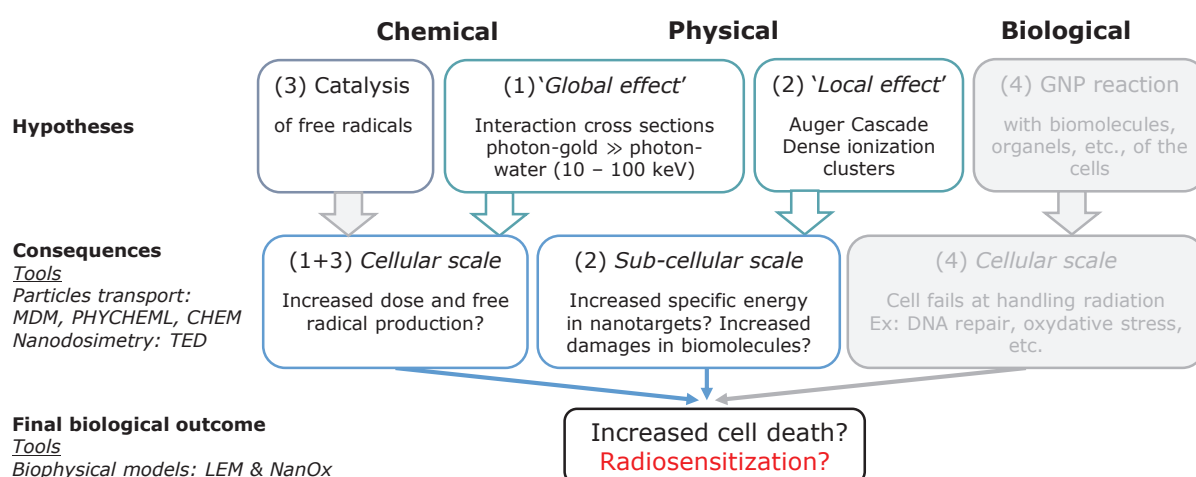 Chemical
Physical
Biological
Hypotheses
(3) Catalysis
of free radicals
(1) ‘Global effect’
Interaction cross sections
photon-gold ≫ photon-
water (10 – 100 keV)
(2) ‘Local effect’
Auger Cascade
Dense ionization
clusters
(4) GNP reaction
with biomolecules,
organels, etc., of the
cells
Consequences
Tools
Particles transport:
MDM, PHYCHEML, CHEM
Nanodosimetry: TED
(1+3) Cellular scale
Increased dose and free
radical production?
(2) Sub-cellular scale
Increased specific energy
in nanotargets? Increased
damages in biomolecules?
(4) Cellular scale
Cell fails at handling radiation
Ex: DNA repair, oxydative stress,
etc.
Final biological outcome
Tools
Biophysical models: LEM & NanOx
Increased cell death?
Radiosensitization?